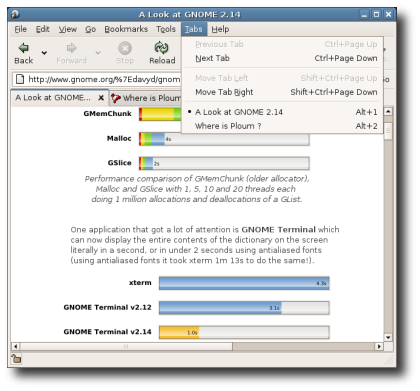 A Look at GNOME 2.14
File Edit View Go Bookmarks Tools Tabs Help
Back Forward Stop Reload
http://www.gnome.org/%7Edavyd/gnom
Previous Tab Ctrl+Page Up
Next Tab Ctrl+Page Down
Move Tab Left Shift+Ctrl+Page Up
Move Tab Right Shift+Ctrl+Page Down
• A Look at GNOME 2.14 Alt+1
Where is Ploum ? Alt+2
A Look at GNOME... Where is Ploum
GMemChunk
Malloc 4s
GSlice 2s
Performance comparison of GMemChunk (older allocator),
Malloc and GSlice with 1, 5, 10 and 20 threads each
doing 1 million allocations and deallocations of a GList.
One application that got a lot of attention is GNOME Terminal which
can now display the entire contents of the dictionary on the screen
literally in a second, or in under 2 seconds using antialiased fonts
(using antialiased fonts it took xterm 1m 13s to do the same!).
xterm 4.3s
GNOME Terminal v2.12 3.1s
GNOME Terminal v2.14 1.0s